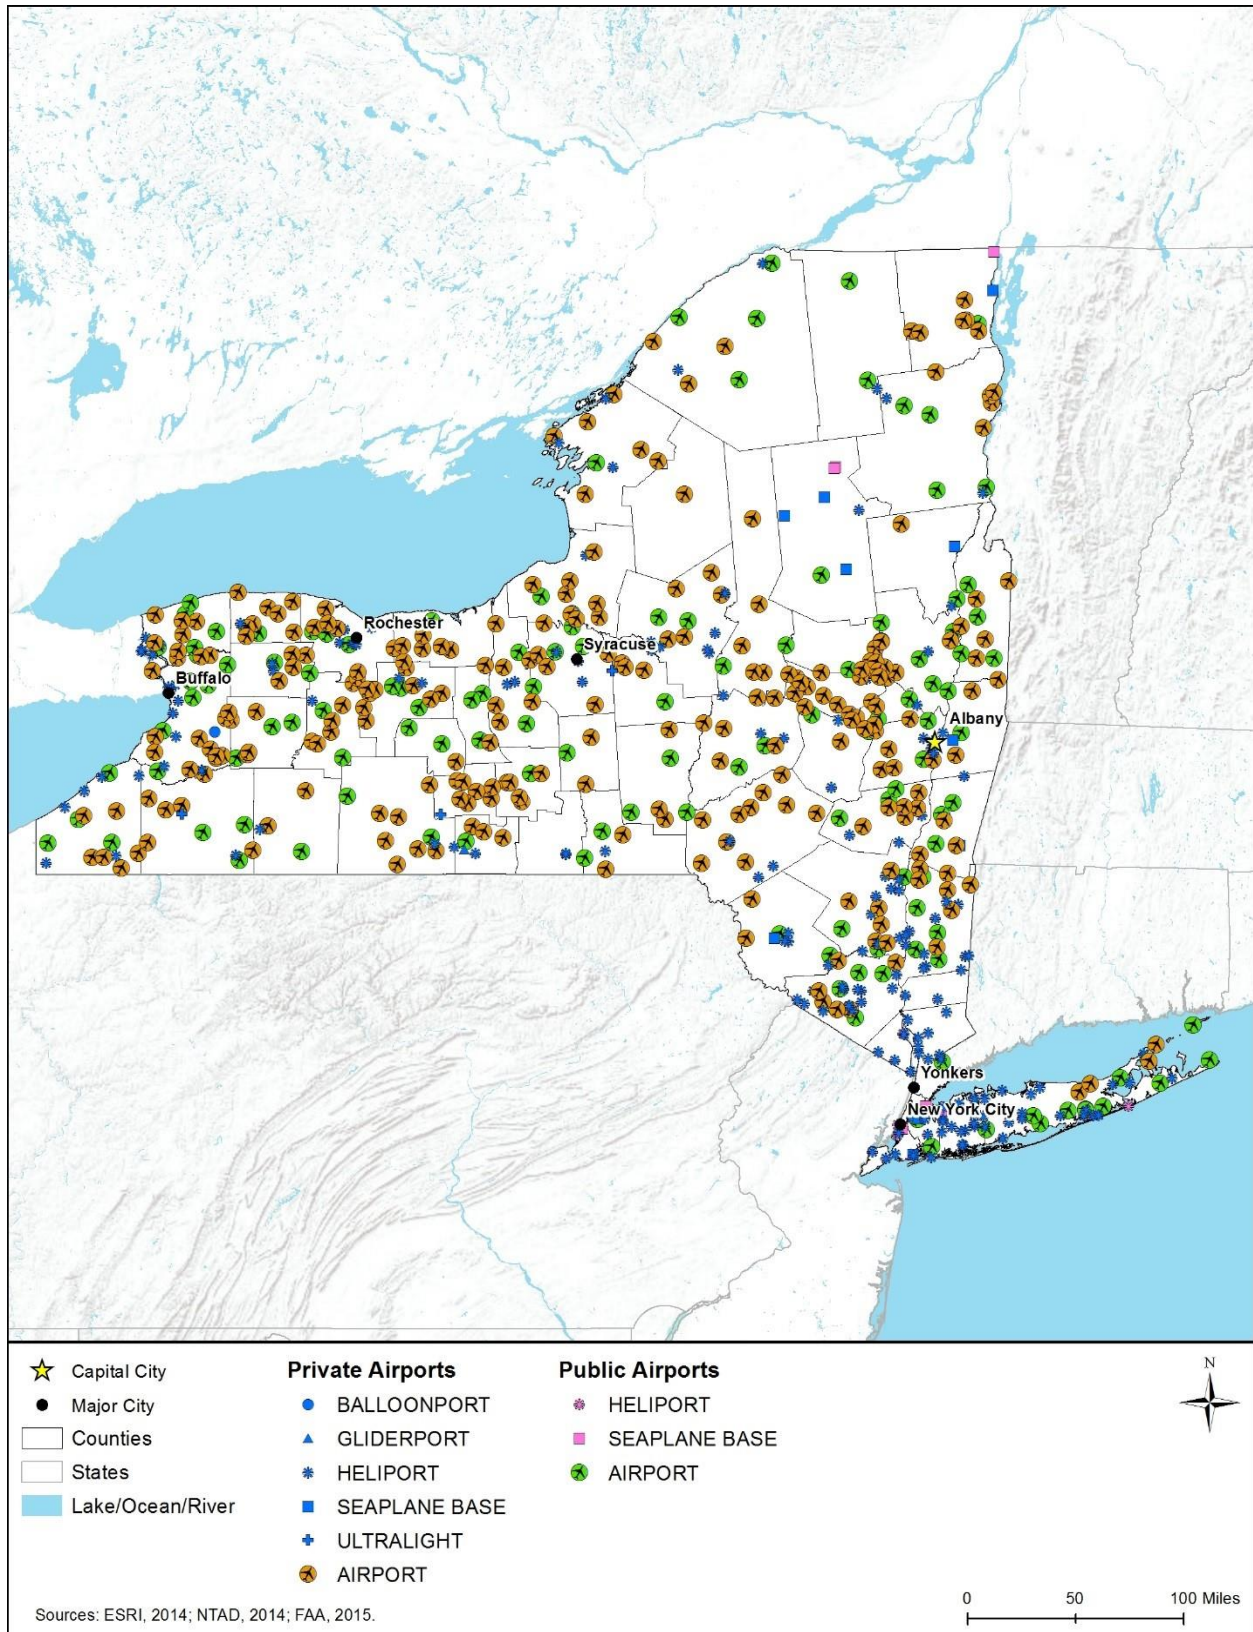 Rochester
Syracuse
Buffalo
Albany
Yonkers
New York City
Capital City
Major City
Counties
States
Lake/Ocean/River
Private Airports
BALLOONPORT
GLIDERPORT
HELIPORT
SEAPLANE BASE
ULTRALIGHT
AIRPORT
Public Airports
HELIPORT
SEAPLANE BASE
AIRPORT
N
0 50 100 Miles
Sources: ESRI, 2014; NTAD, 2014; FAA, 2015.